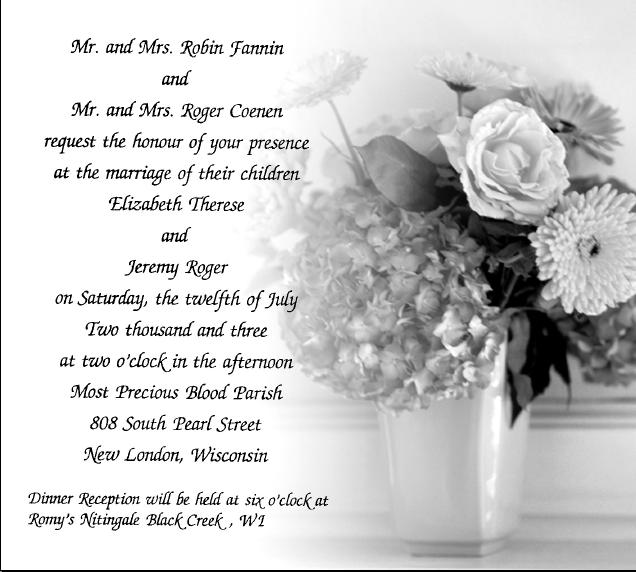 Mr. and Mrs. Robin Fannin
and
Mr. and Mrs. Roger Coenen
request the honour of your presence
at the marriage of their children
Elizabeth Therese
and
Jeremy Roger
on Saturday, the twelfth of July
Two thousand and three
at two o'clock in the afternoon
Most Precious Blood Parish
808 South Pearl Street
New London, Wisconsin
Dinner Reception will be held at six o'clock at
Romy's Nitingale Black Creek , WI